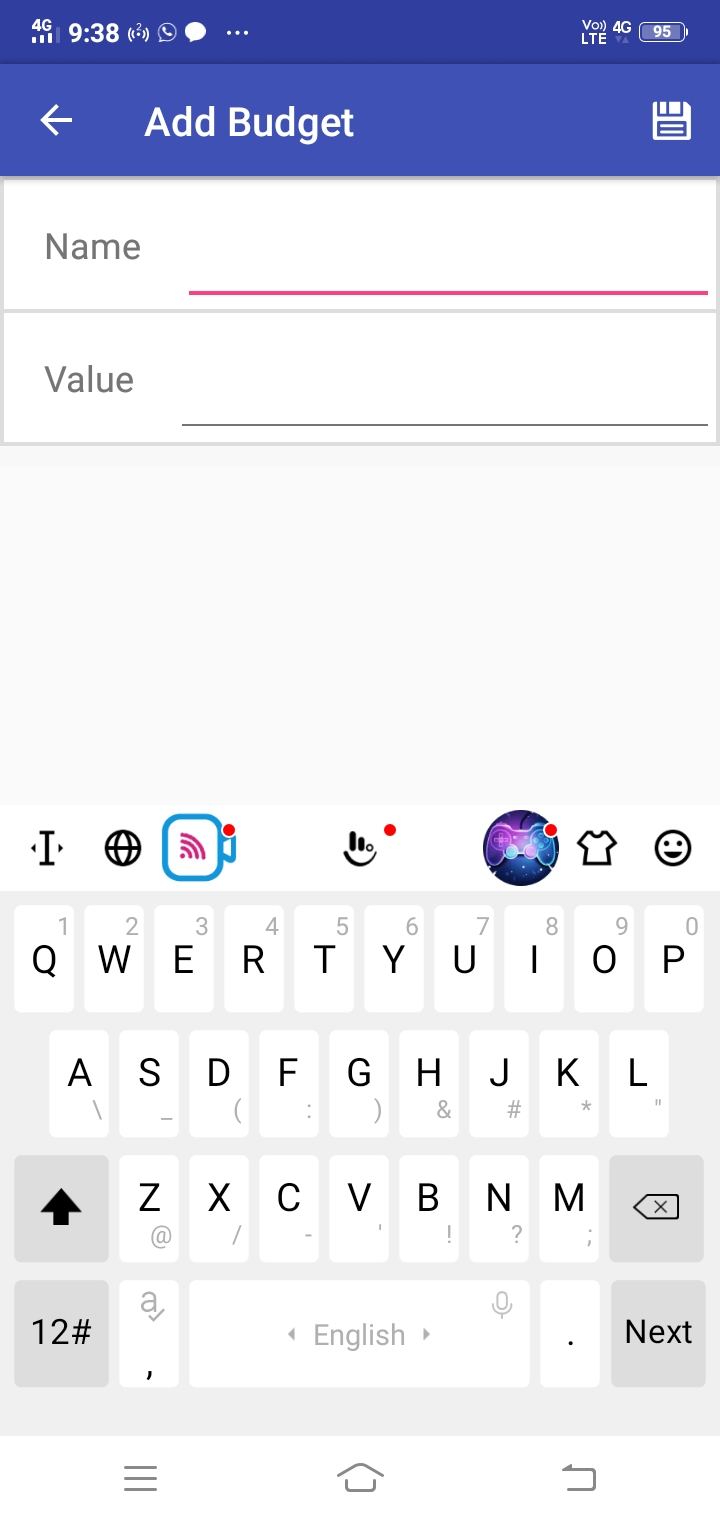 4G 9:38 ... Vo)) LTE 4G 95
Add Budget
Name
Value
1 2 3 4 5 6 7 8 9 0
Q W E R T Y U I O P
A S D F G H J K L
\ _ ( : ) & # * "
Z X C V B N M
@ / - ' ! ? ;
12# a , English . Next